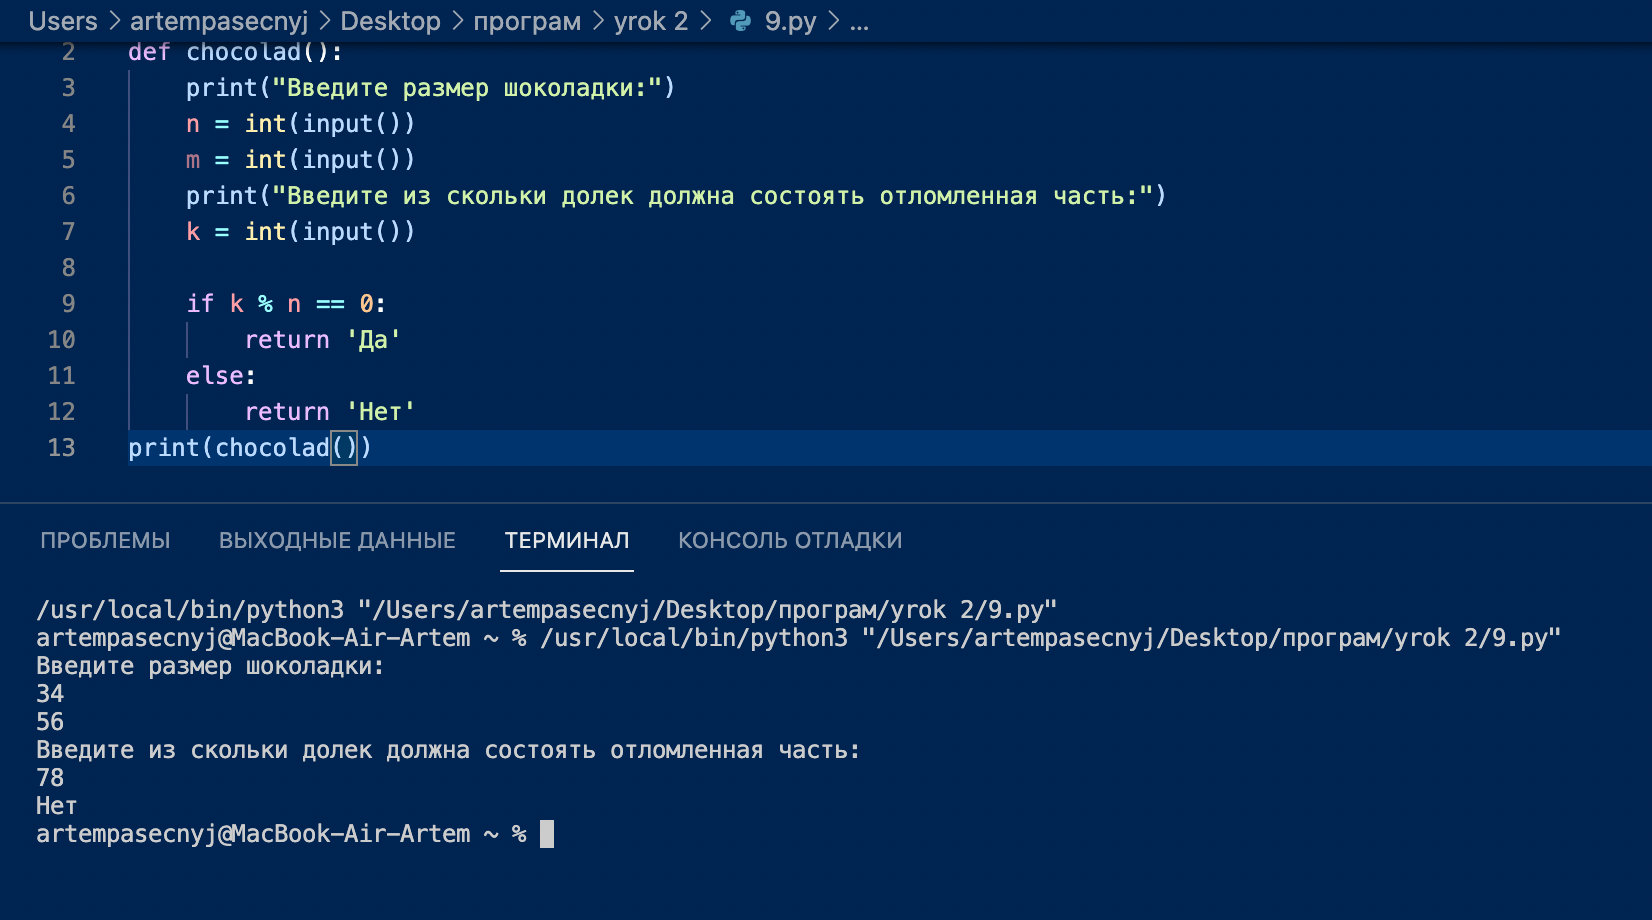 Users > artempasecnyj > Desktop > програм > yrok 2 > 9.py > ...
2 def chocolad():
3 print("Введите размер шоколадки:")
4 n = int(input())
5 m = int(input())
6 print("Введите из скольки долек должна состоять отломленная часть:")
7 k = int(input())
8
9 if k % n == 0:
10 return 'Да'
11 else:
12 return 'Нет'
13 print(chocolad())
ПРОБЛЕМЫ ВЫХОДНЫЕ ДАННЫЕ ТЕРМИНАЛ КОНСОЛЬ ОТЛАДКИ
/usr/local/bin/python3 "/Users/artempasecnyj/Desktop/програм/yrok 2/9.py"
artempasecnyj@MacBook-Air-Artem ~ % /usr/local/bin/python3 "/Users/artempasecnyj/Desktop/програм/yrok 2/9.py"
Введите размер шоколадки:
34
56
Введите из скольки долек должна состоять отломленная часть:
78
Нет
artempasecnyj@MacBook-Air-Artem ~ %